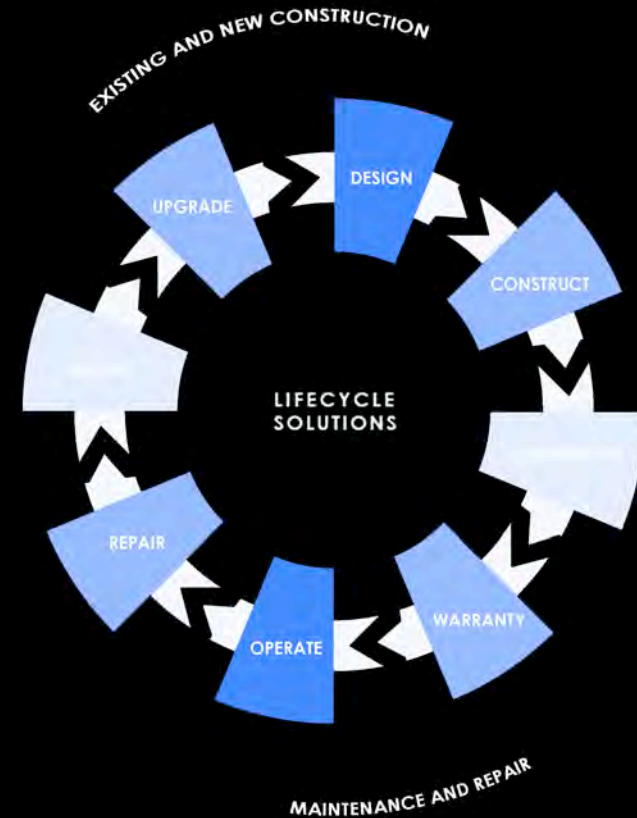 EXISTING AND NEW CONSTRUCTION
DESIGN
CONSTRUCT
WARRANTY
OPERATE
REPAIR
UPGRADE
LIFECYCLE
SOLUTIONS
MAINTENANCE AND REPAIR